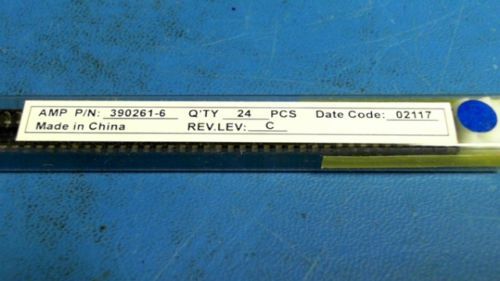 AMP P/N: 390261-6 Q'TY 24 PCS Date Code: 02117
Made in China REV.LEV: C